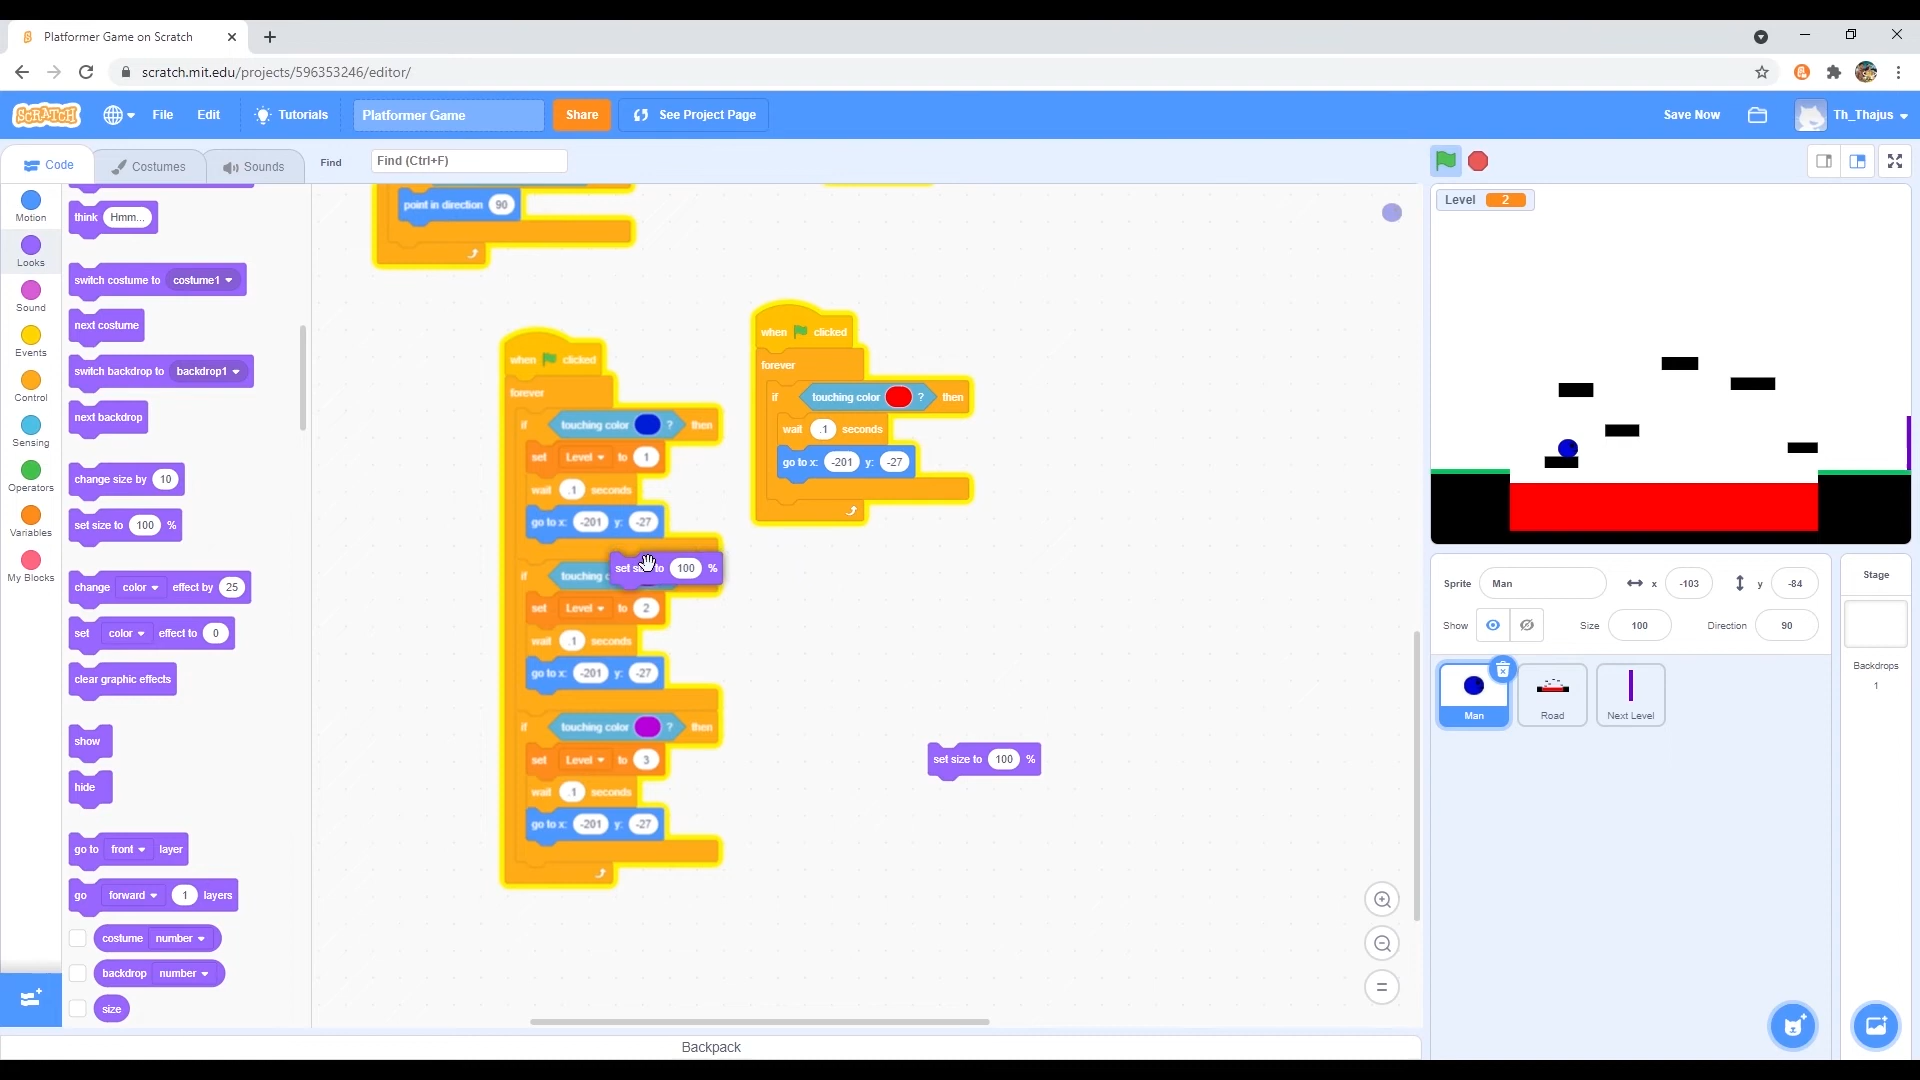 Platformer Game on Scratch
scratch.mit.edu/projects/596353246/editor/
SCRATCH
File
Edit
Tutorials
Platformer Game
Share
See Project Page
Save Now
Th_Thajus
Code
Costumes
Sounds
Find
Find (Ctrl+F)
Motion
Looks
Sound
Events
Control
Sensing
Operators
Variables
My Blocks
think Hmm...
switch costume to costume1
next costume
switch backdrop to backdrop1
next backdrop
change size by 10
set size to 100 %
change color effect by 25
set color effect to 0
clear graphic effects
show
hide
go to front layer
go forward 1 layers
costume number
backdrop number
size
point in direction 90
when clicked
forever
if touching color ? then
set Level to 1
wait .1 seconds
go to x: -201 y: -27
if touching
set size to 100 %
set Level to 2
wait .1 seconds
go to x: -201 y: -27
if touching color ? then
set Level to 3
wait .1 seconds
go to x: -201 y: -27
when clicked
forever
if touching color ? then
wait .1 seconds
go to x: -201 y: -27
set size to 100 %
Backpack
Level 2
Sprite Man x -103 y -84
Show Size 100 Direction 90
Man
Road
Next Level
Stage
Backdrops
1